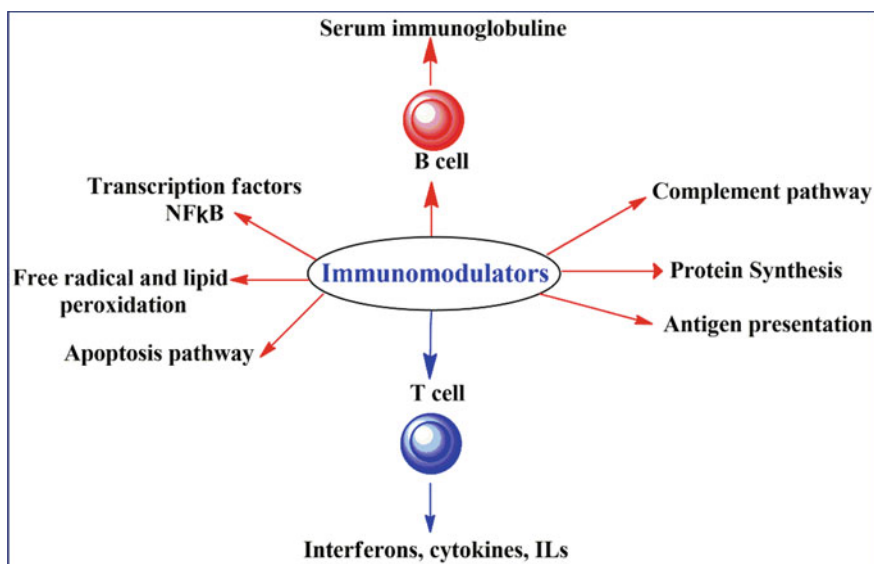 Serum immunoglobuline
B cell
Transcription factors
NFkB
Complement pathway
Free radical and lipid
peroxidation
Immunomodulators
Protein Synthesis
Antigen presentation
Apoptosis pathway
T cell
Interferons, cytokines, ILs